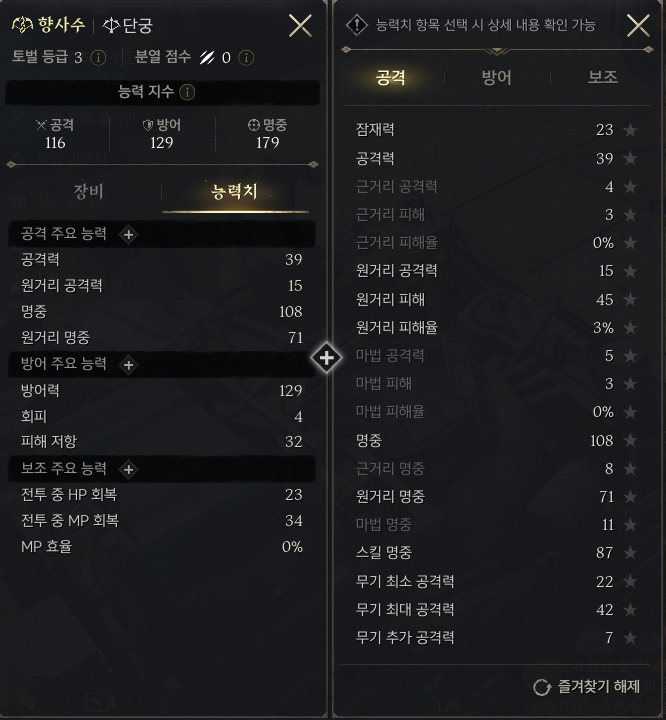 향사수 단궁
토벌 등급 3 분열 점수 0
능력 지수
공격 방어 명중
116 129 179
장비 능력치
공격 주요 능력
공격력 39
원거리 공격력 15
명중 108
원거리 명중 71
방어 주요 능력
방어력 129
회피 4
피해 저항 32
보조 주요 능력
전투 중 HP 회복 23
전투 중 MP 회복 34
MP 효율 0%
능력치 항목 선택 시 상세 내용 확인 가능
공격 방어 보조
잠재력 23
공격력 39
근거리 공격력 4
근거리 피해 3
근거리 피해율 0%
원거리 공격력 15
원거리 피해 45
원거리 피해율 3%
마법 공격력 5
마법 피해 3
마법 피해율 0%
명중 108
근거리 명중 8
원거리 명중 71
마법 명중 11
스킬 명중 87
무기 최소 공격력 22
무기 최대 공격력 42
무기 추가 공격력 7
즐겨찾기 해제